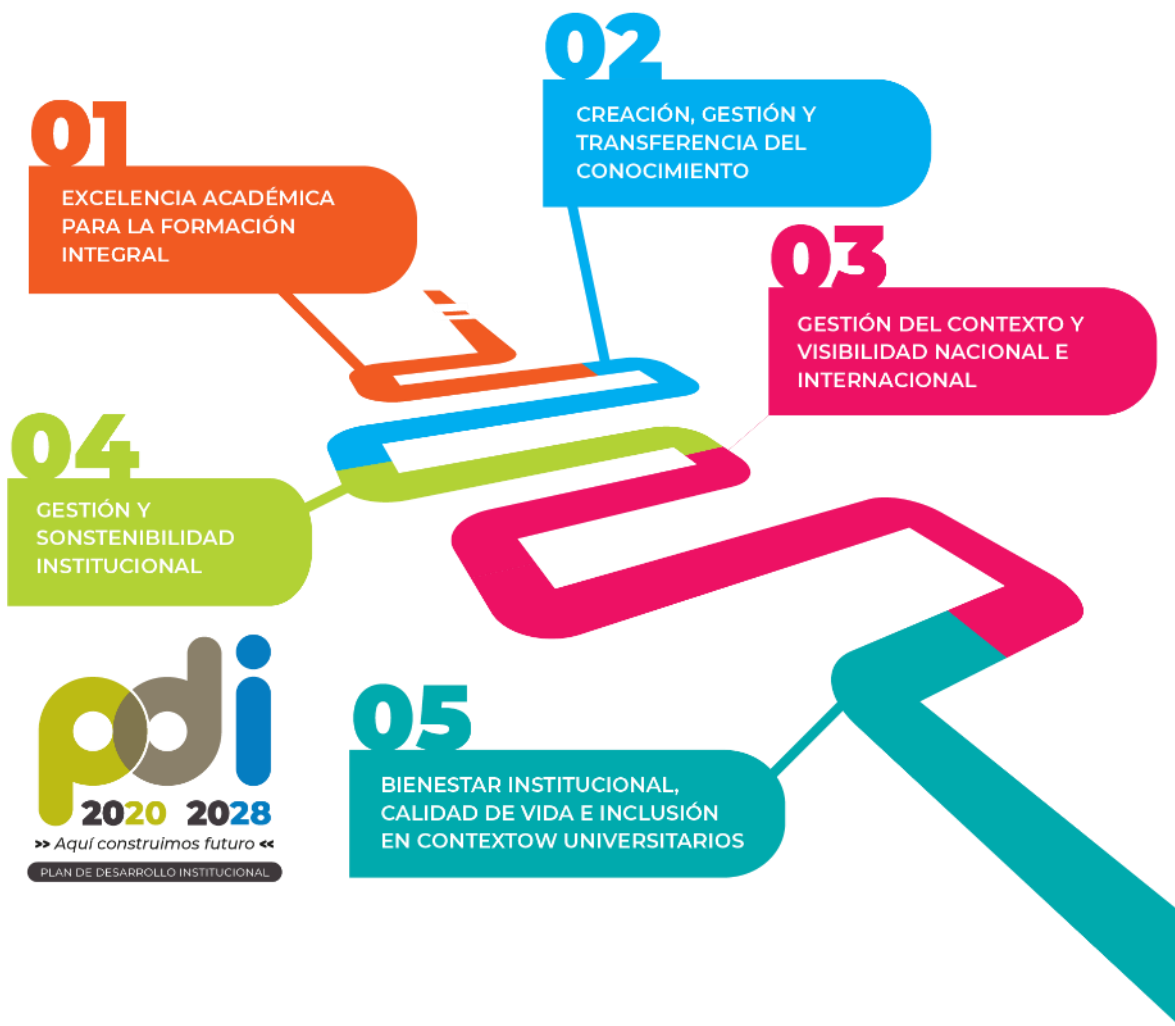 01
EXCELENCIA ACADÉMICA
PARA LA FORMACIÓN
INTEGRAL
02
CREACIÓN, GESTIÓN Y
TRANSFERENCIA DEL
CONOCIMIENTO
03
GESTIÓN DEL CONTEXTO Y
VISIBILIDAD NACIONAL E
INTERNACIONAL
04
GESTIÓN Y
SONSTENIBILIDAD
INSTITUCIONAL
05
BIENESTAR INSTITUCIONAL,
CALIDAD DE VIDA E INCLUSIÓN
EN CONTEXTOW UNIVERSITARIOS
pdi
2020 2028
>> Aquí construimos futuro <<
PLAN DE DESARROLLO INSTITUCIONAL